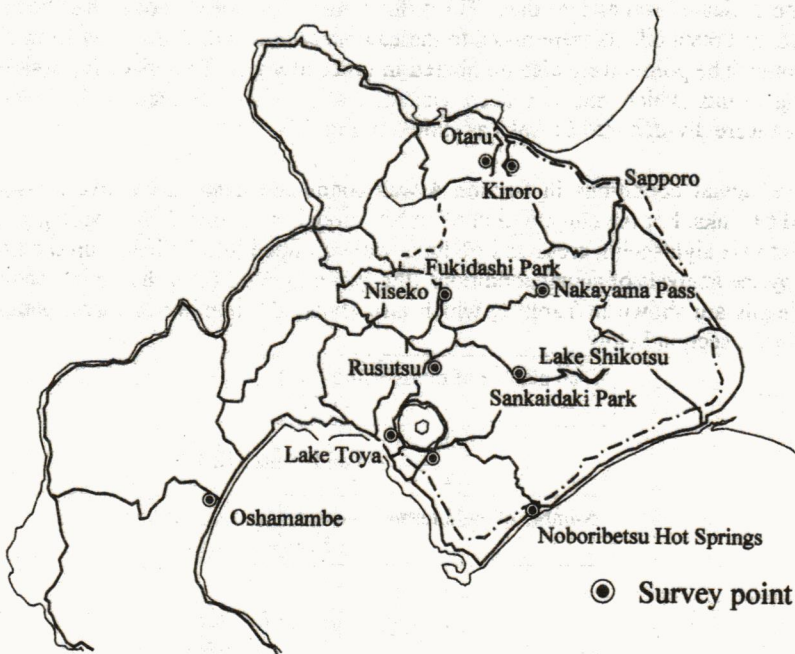 Otaru
Sapporo
Kiroro
Fukidashi Park
Niseko
Nakayama Pass
Rusutsu
Lake Shikotsu
Sankaidaki Park
Lake Toya
Oshamambe
Noboribetsu Hot Springs
Survey point